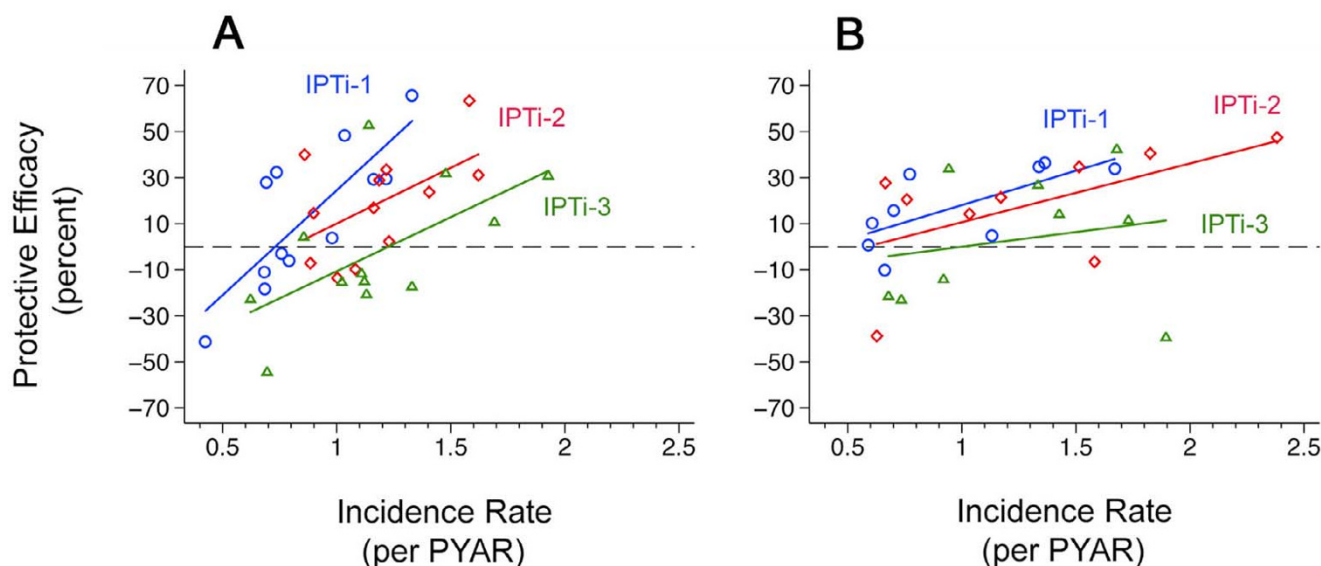 A
B
70
50
30
10
−10
−30
−50
−70
IPTi-1
IPTi-2
IPTi-3
0.5
1
1.5
2
2.5
70
50
30
10
−10
−30
−50
−70
IPTi-1
IPTi-2
IPTi-3
0.5
1
1.5
2
2.5
Protective Efficacy
(percent)
Incidence Rate
(per PYAR)
Incidence Rate
(per PYAR)